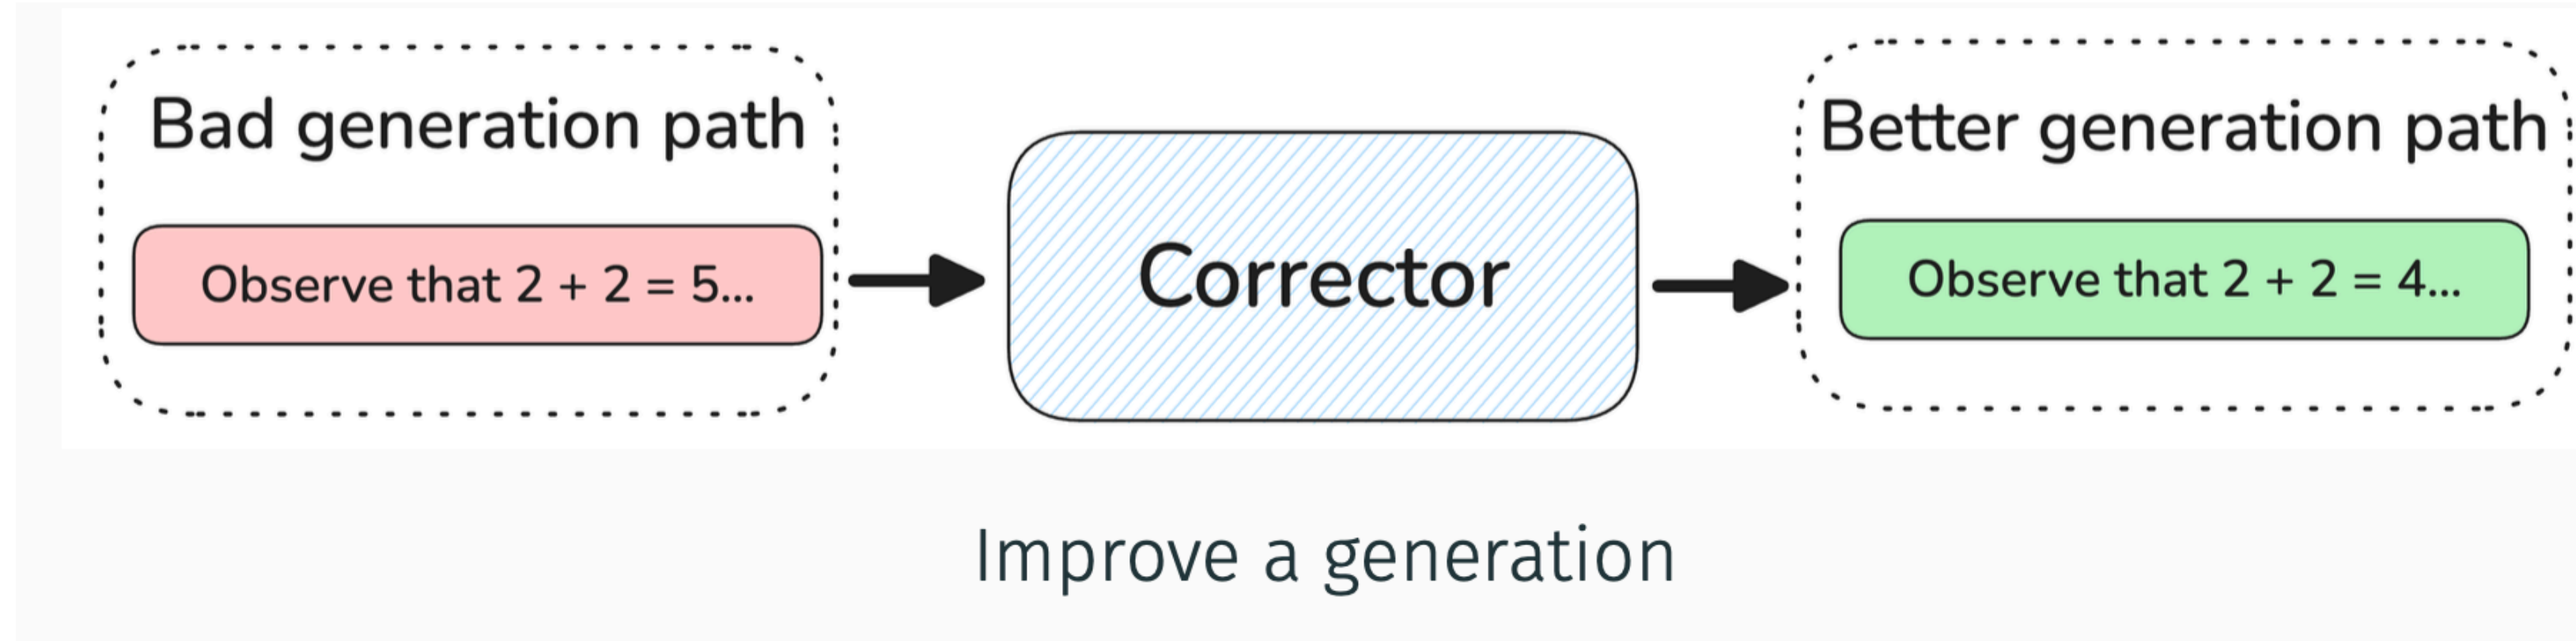 Bad generation path
Observe that 2 + 2 = 5...
Corrector
Better generation path
Observe that 2 + 2 = 4...
Improve a generation